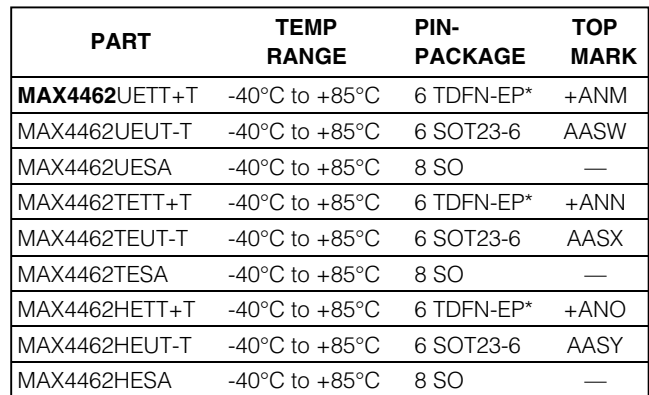 PART TEMP RANGE PIN-PACKAGE TOP MARK
MAX4462UETT+T -40°C to +85°C 6 TDFN-EP* +ANM
MAX4462UEUT-T -40°C to +85°C 6 SOT23-6 AASW
MAX4462UESA -40°C to +85°C 8 SO —
MAX4462TETT+T -40°C to +85°C 6 TDFN-EP* +ANN
MAX4462TEUT-T -40°C to +85°C 6 SOT23-6 AASX
MAX4462TESA -40°C to +85°C 8 SO —
MAX4462HETT+T -40°C to +85°C 6 TDFN-EP* +ANO
MAX4462HEUT-T -40°C to +85°C 6 SOT23-6 AASY
MAX4462HESA -40°C to +85°C 8 SO —